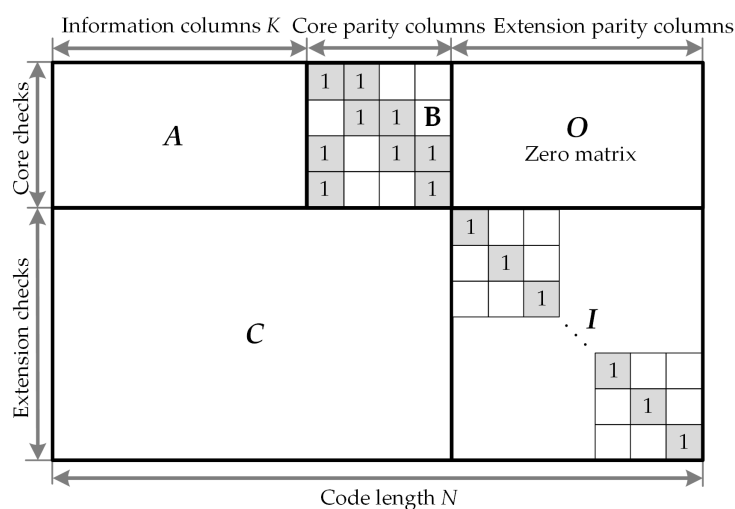 Information columns K Core parity columns Extension parity columns
Core checks
A
1 1
1 1 B
1 1 1
1 1
O
Zero matrix
Extension checks
C
1
1
1
I
1
1
1
Code length N